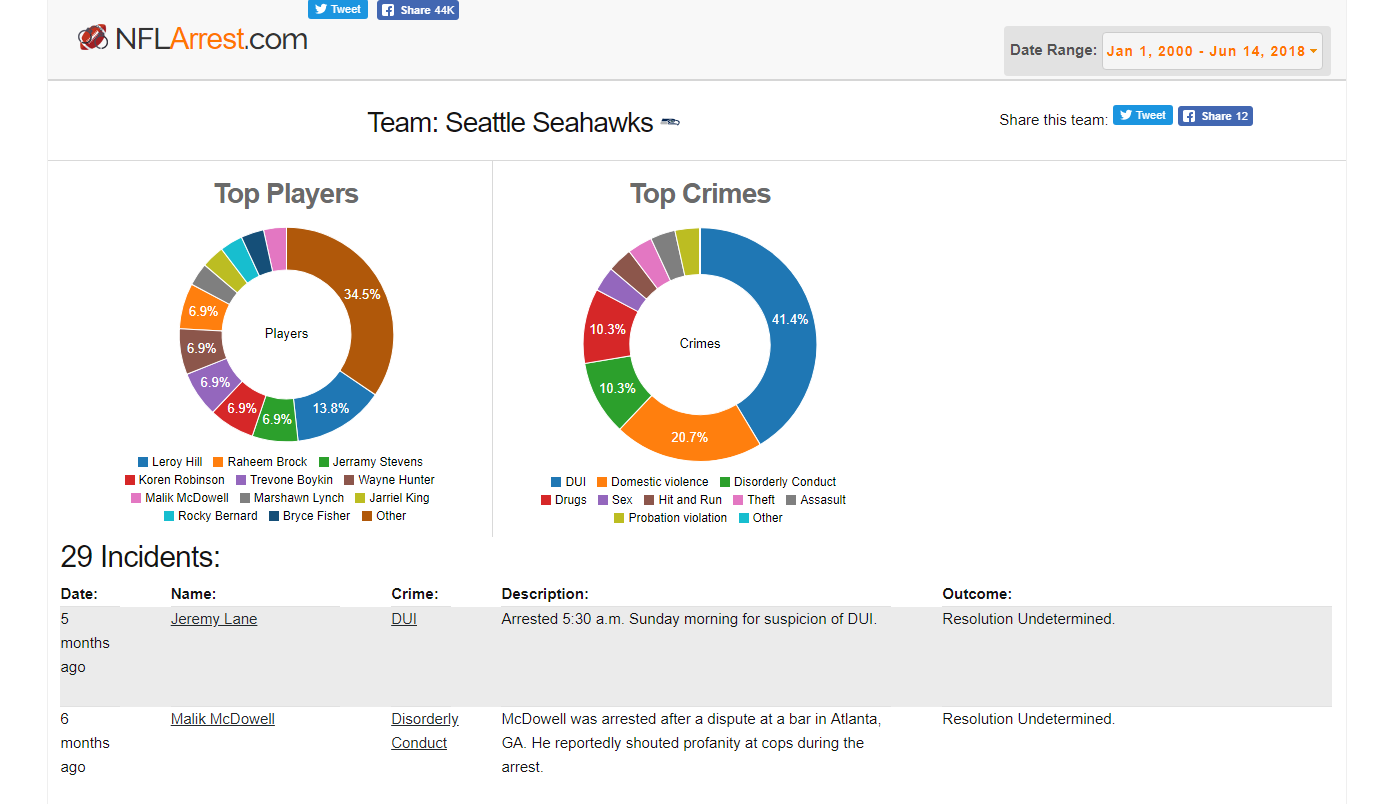 Tweet Share 44K
NFLArrest.com
Date Range: Jan 1, 2000 - Jun 14, 2018
Team: Seattle Seahawks
Share this team: Tweet Share 12
Top Players
34.5%
13.8%
6.9%
6.9%
6.9%
6.9%
6.9%
Players
Leroy Hill Raheem Brock Jerramy Stevens
Koren Robinson Trevone Boykin Wayne Hunter
Malik McDowell Marshawn Lynch Jarriel King
Rocky Bernard Bryce Fisher Other
Top Crimes
41.4%
20.7%
10.3%
10.3%
Crimes
DUI Domestic violence Disorderly Conduct
Drugs Sex Hit and Run Theft Assasult
Probation violation Other
29 Incidents:
Date: Name: Crime: Description: Outcome:
5 Jeremy Lane DUI Arrested 5:30 a.m. Sunday morning for suspicion of DUI. Resolution Undetermined.
months
ago
6 Malik McDowell Disorderly McDowell was arrested after a dispute at a bar in Atlanta, Resolution Undetermined.
months Conduct GA. He reportedly shouted profanity at cops during the
ago arrest.